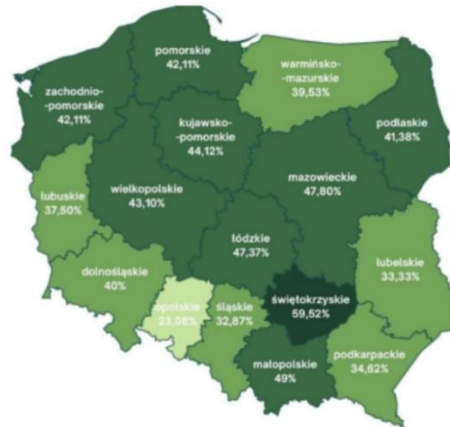 pomorskie
42,11%
warmińsko-
mazurskie
39,53%
zachodnio-
-pomorskie
42,11%
podlaskie
41,38%
kujawsko-
-pomorskie
44,12%
mazowieckie
47,80%
wielkopolskie
43,10%
lubuskie
37,50%
łódzkie
47,37%
lubelskie
33,33%
dolnośląskie
40%
opolskie
23,08%
śląskie
32,87%
świętokrzyskie
59,52%
podkarpackie
34,62%
małopolskie
49%